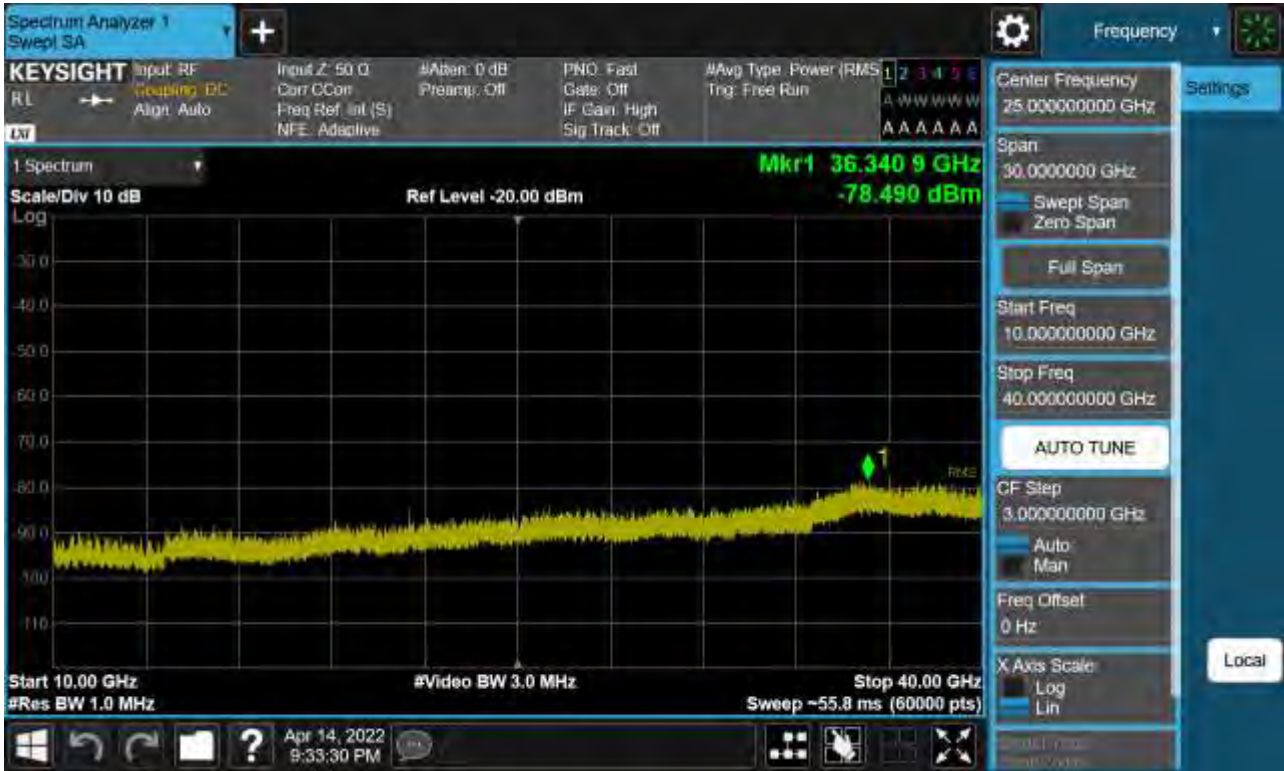 Spectrum Analyzer 1
Swept SA
+
Frequency
KEYSIGHT
RL
LXI
Input: RF
Coupling: DC
Align: Auto
Input Z: 50 Ω
Corr CCorr
Freq Ref: Int (S)
NFE: Adaptive
#Atten: 0 dB
Preamp: Off
PNO: Fast
Gate: Off
IF Gain: High
Sig Track: Off
#Avg Type: Power (RMS
Trig: Free Run
1 2 3 4 5 6
A W W W W W
A A A A A A
Center Frequency
25.000000000 GHz
Settings
Span
30.0000000 GHz
Swept Span
Zero Span
Full Span
Start Freq
10.000000000 GHz
Stop Freq
40.000000000 GHz
AUTO TUNE
CF Step
3.000000000 GHz
Auto
Man
Freq Offset
0 Hz
X Axis Scale
Log
Lin
Local
1 Spectrum
Mkr1 36.340 9 GHz
-78.490 dBm
Scale/Div 10 dB
Ref Level -20.00 dBm
Log
-30.0
-40.0
-50.0
-60.0
-70.0
1
RMS
-80.0
-90.0
-100
-110
Start 10.00 GHz
#Video BW 3.0 MHz
Stop 40.00 GHz
#Res BW 1.0 MHz
Sweep ~55.8 ms (60000 pts)
?
Apr 14, 2022
9:33:30 PM